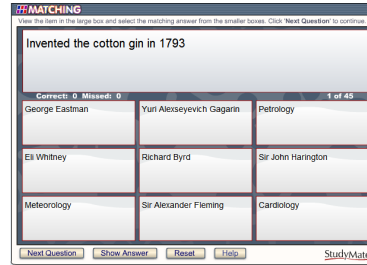 MATCHING
View the item in the large box and select the matching answer from the smaller boxes. Click 'Next Question' to continue.
Invented the cotton gin in 1793
Correct: 0 Missed: 0 1 of 45
George Eastman Yuri Alexseyevich Gagarin Petrology
Eli Whitney Richard Byrd Sir John Harington
Meteorology Sir Alexander Fleming Cardiology
Next Question Show Answer Reset Help StudyMate